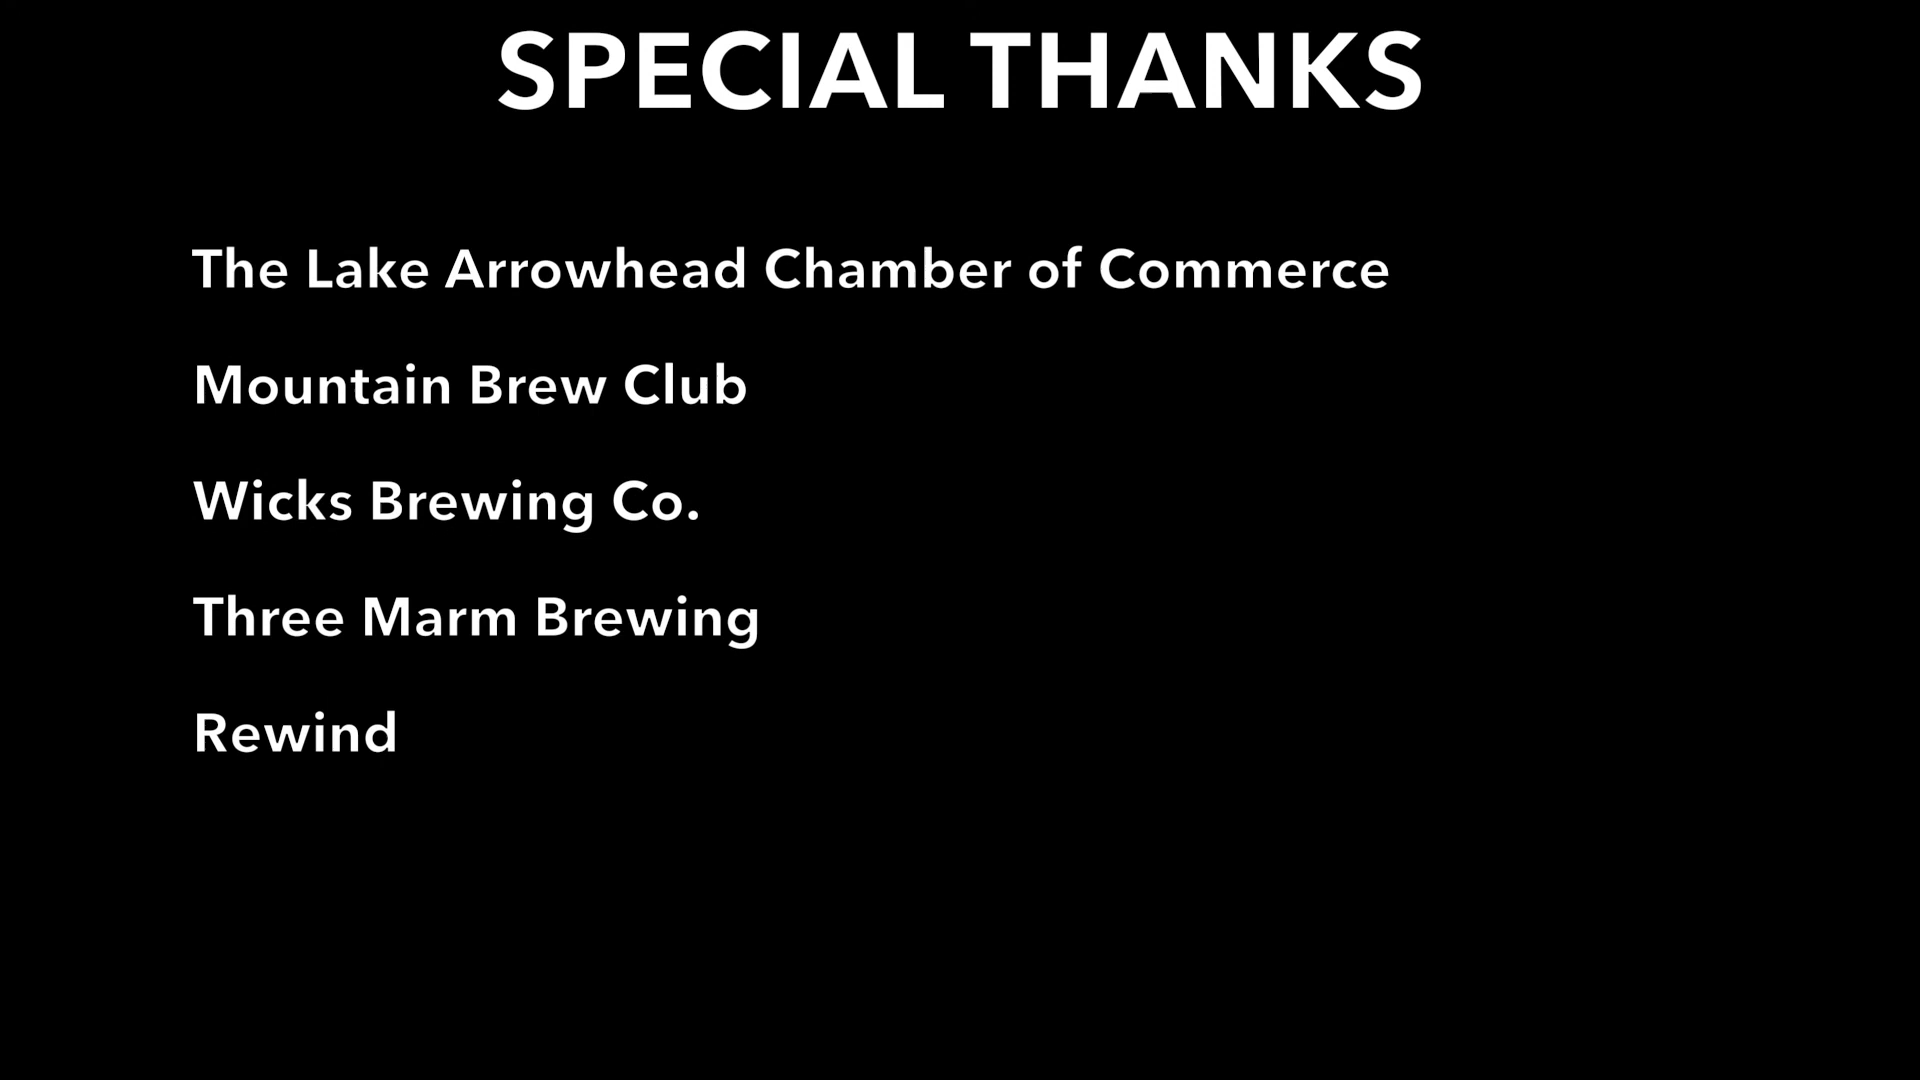 SPECIAL THANKS
The Lake Arrowhead Chamber of Commerce
Mountain Brew Club
Wicks Brewing Co.
Three Marm Brewing
Rewind